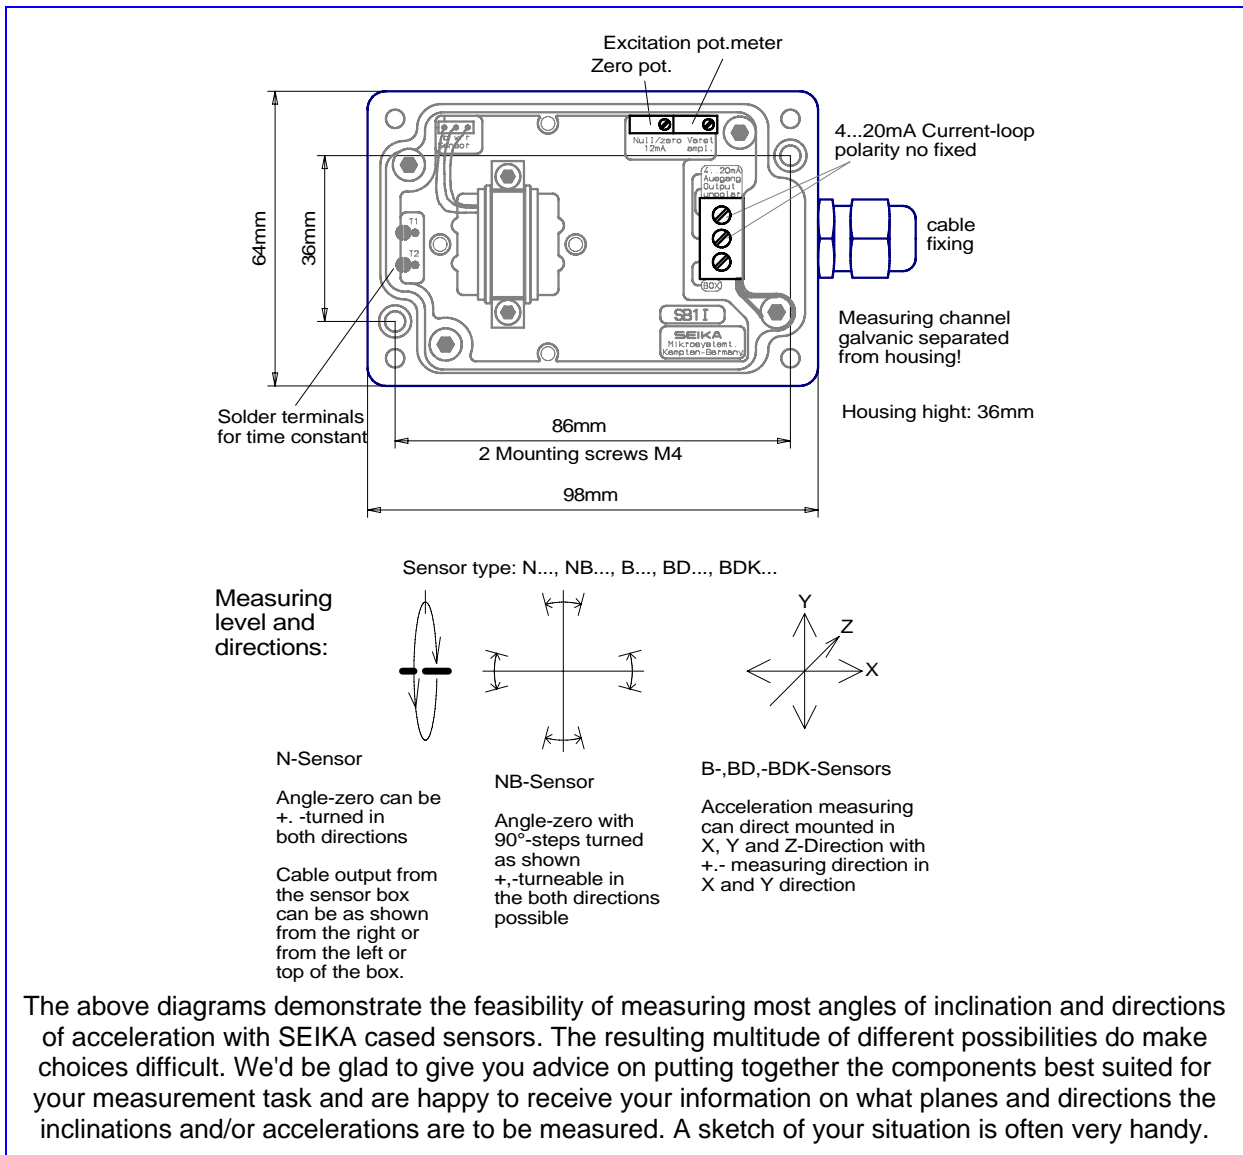 Excitation pot.meter
Zero pot.
4...20mA Current-loop
polarity no fixed
Sensor
Null/zero Verst
12mA ampl.
4..20mA
Ausgang
Output
unpolar
T1
T2
64mm
36mm
cable
fixing
BOX
SB1I
SEIKA
Mikrosystemt.
Kempten-Germany
Measuring channel
galvanic separated
from housing!
Housing hight: 36mm
Solder terminals
for time constant
86mm
2 Mounting screws M4
98mm
Sensor type: N..., NB..., B..., BD..., BDK...
Measuring
level and
directions:
Y
Z
X
N-Sensor
Angle-zero can be
+. -turned in
both directions
Cable output from
the sensor box
can be as shown
from the right or
from the left or
top of the box.
NB-Sensor
Angle-zero with
90°-steps turned
as shown
+,-turneable in
the both directions
possible
B-,BD,-BDK-Sensors
Acceleration measuring
can direct mounted in
X, Y and Z-Direction with
+.- measuring direction in
X and Y direction
The above diagrams demonstrate the feasibility of measuring most angles of inclination and directions
of acceleration with SEIKA cased sensors. The resulting multitude of different possibilities do make
choices difficult. We'd be glad to give you advice on putting together the components best suited for
your measurement task and are happy to receive your information on what planes and directions the
inclinations and/or accelerations are to be measured. A sketch of your situation is often very handy.